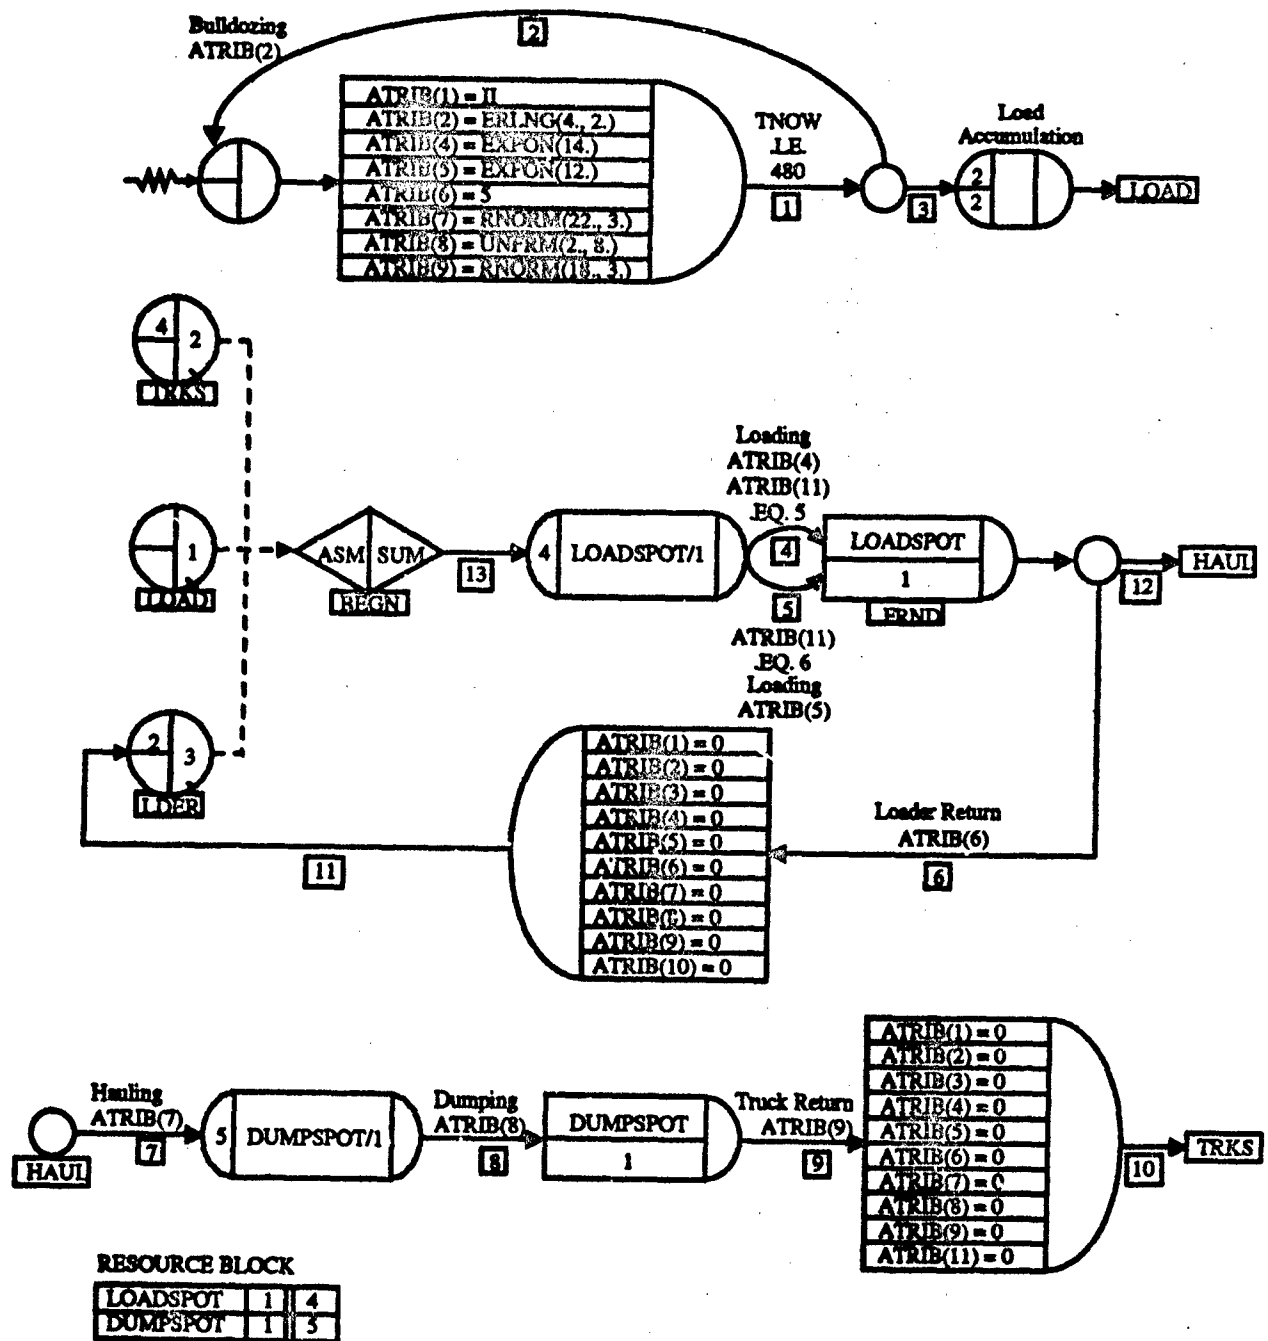 Bulldozing
ATRIB(2)
2
ATRIB(1) = II
ATRIB(2) = ERLNG(4., 2.)
ATRIB(4) = EXPON(14.)
ATRIB(5) = EXPON(12.)
ATRIB(6) = 5
ATRIB(7) = RNORM(22., 3.)
ATRIB(8) = UNFRM(2., 8.)
ATRIB(9) = RNORM(18., 3.)
TNOW
.LE.
480
1
3
Load
Accumulation
2
2
LOAD
4
2
TRKS
1
LOAD
2
3
LDER
ASM
SUM
BEGN
13
4
LOADSPOT/1
Loading
ATRIB(4)
ATRIB(11)
.EQ. 5
4
5
ATRIB(11)
.EQ. 6
Loading
ATRIB(5)
LOADSPOT
1
FRND
12
HAUL
ATRIB(1) = 0
ATRIB(2) = 0
ATRIB(3) = 0
ATRIB(4) = 0
ATRIB(5) = 0
ATRIB(6) = 0
ATRIB(7) = 0
ATRIB(8) = 0
ATRIB(9) = 0
ATRIB(10) = 0
Loader Return
ATRIB(6)
6
11
HAUL
Hauling
ATRIB(7)
7
5
DUMPSPOT/1
Dumping
ATRIB(8)
8
DUMPSPOT
1
Truck Return
ATRIB(9)
9
ATRIB(1) = 0
ATRIB(2) = 0
ATRIB(3) = 0
ATRIB(4) = 0
ATRIB(5) = 0
ATRIB(6) = 0
ATRIB(7) = 0
ATRIB(8) = 0
ATRIB(9) = 0
ATRIB(11) = 0
10
TRKS
RESOURCE BLOCK
LOADSPOT 1 4
DUMPSPOT 1 5